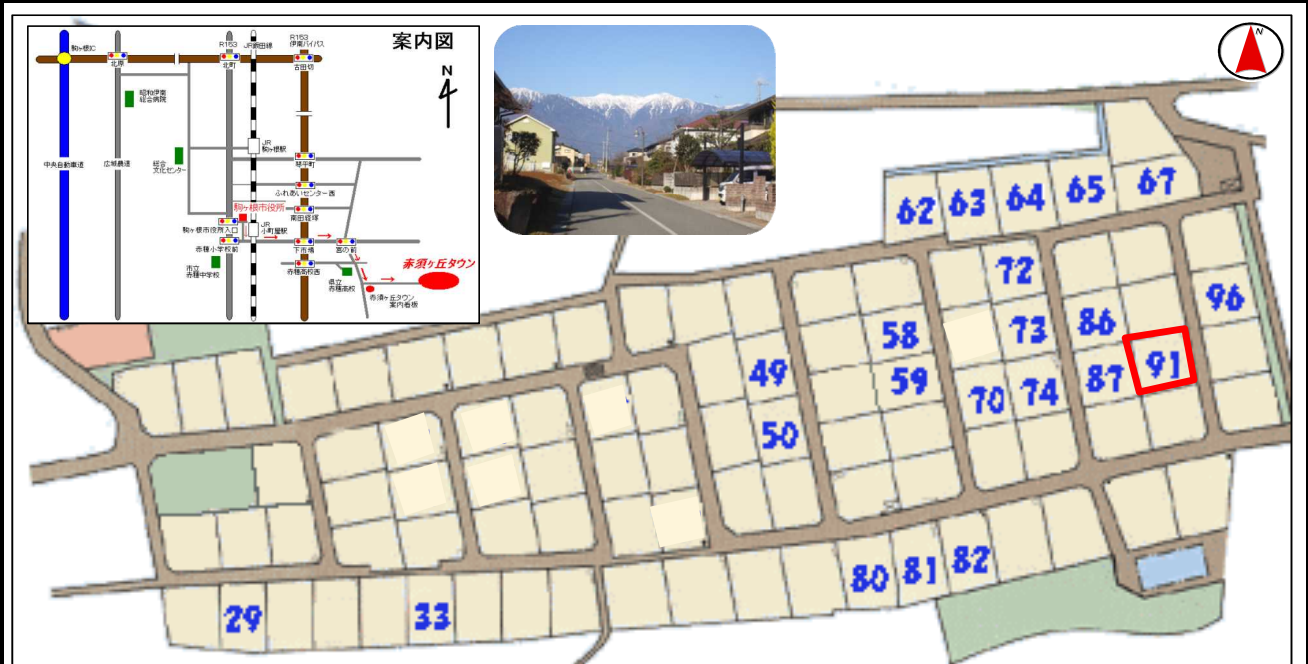 案内図
N
駒ヶ根IC
北原
R153
北町
JR飯田線
R153
伊南バイパス
古田切
昭和伊南
総合病院
中央自動車道
広域農道
総合
文化センター
JR
駒ヶ根駅
琴平町
ふれあいセンター西
駒ヶ根市役所
南田経塚
駒ヶ根市役所入口
JR
小町屋駅
赤穂小学校前
下市場
宮の前
市立
赤穂中学校
赤穂高校西
県立
赤穂高校
赤須ヶ丘タウン
赤須ヶ丘タウン
案内看板
N
62
63
64
65
67
72
96
58
73
86
49
59
91
70
74
87
50
80
81
82
29
33